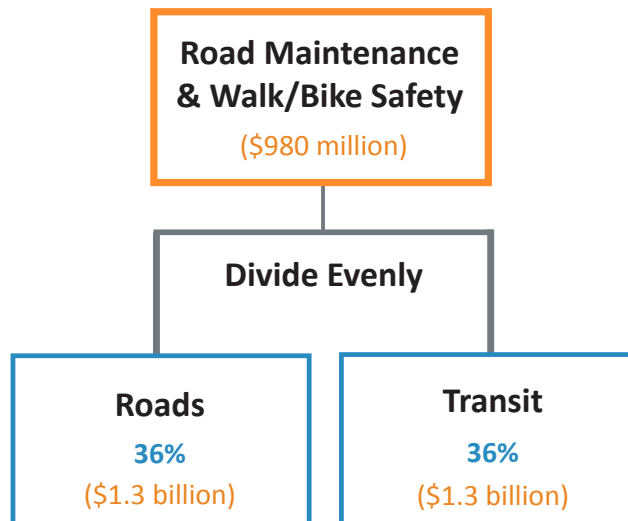 Road Maintenance
& Walk/Bike Safety
($980 million)
Divide Evenly
Roads
36%
($1.3 billion)
Transit
36%
($1.3 billion)